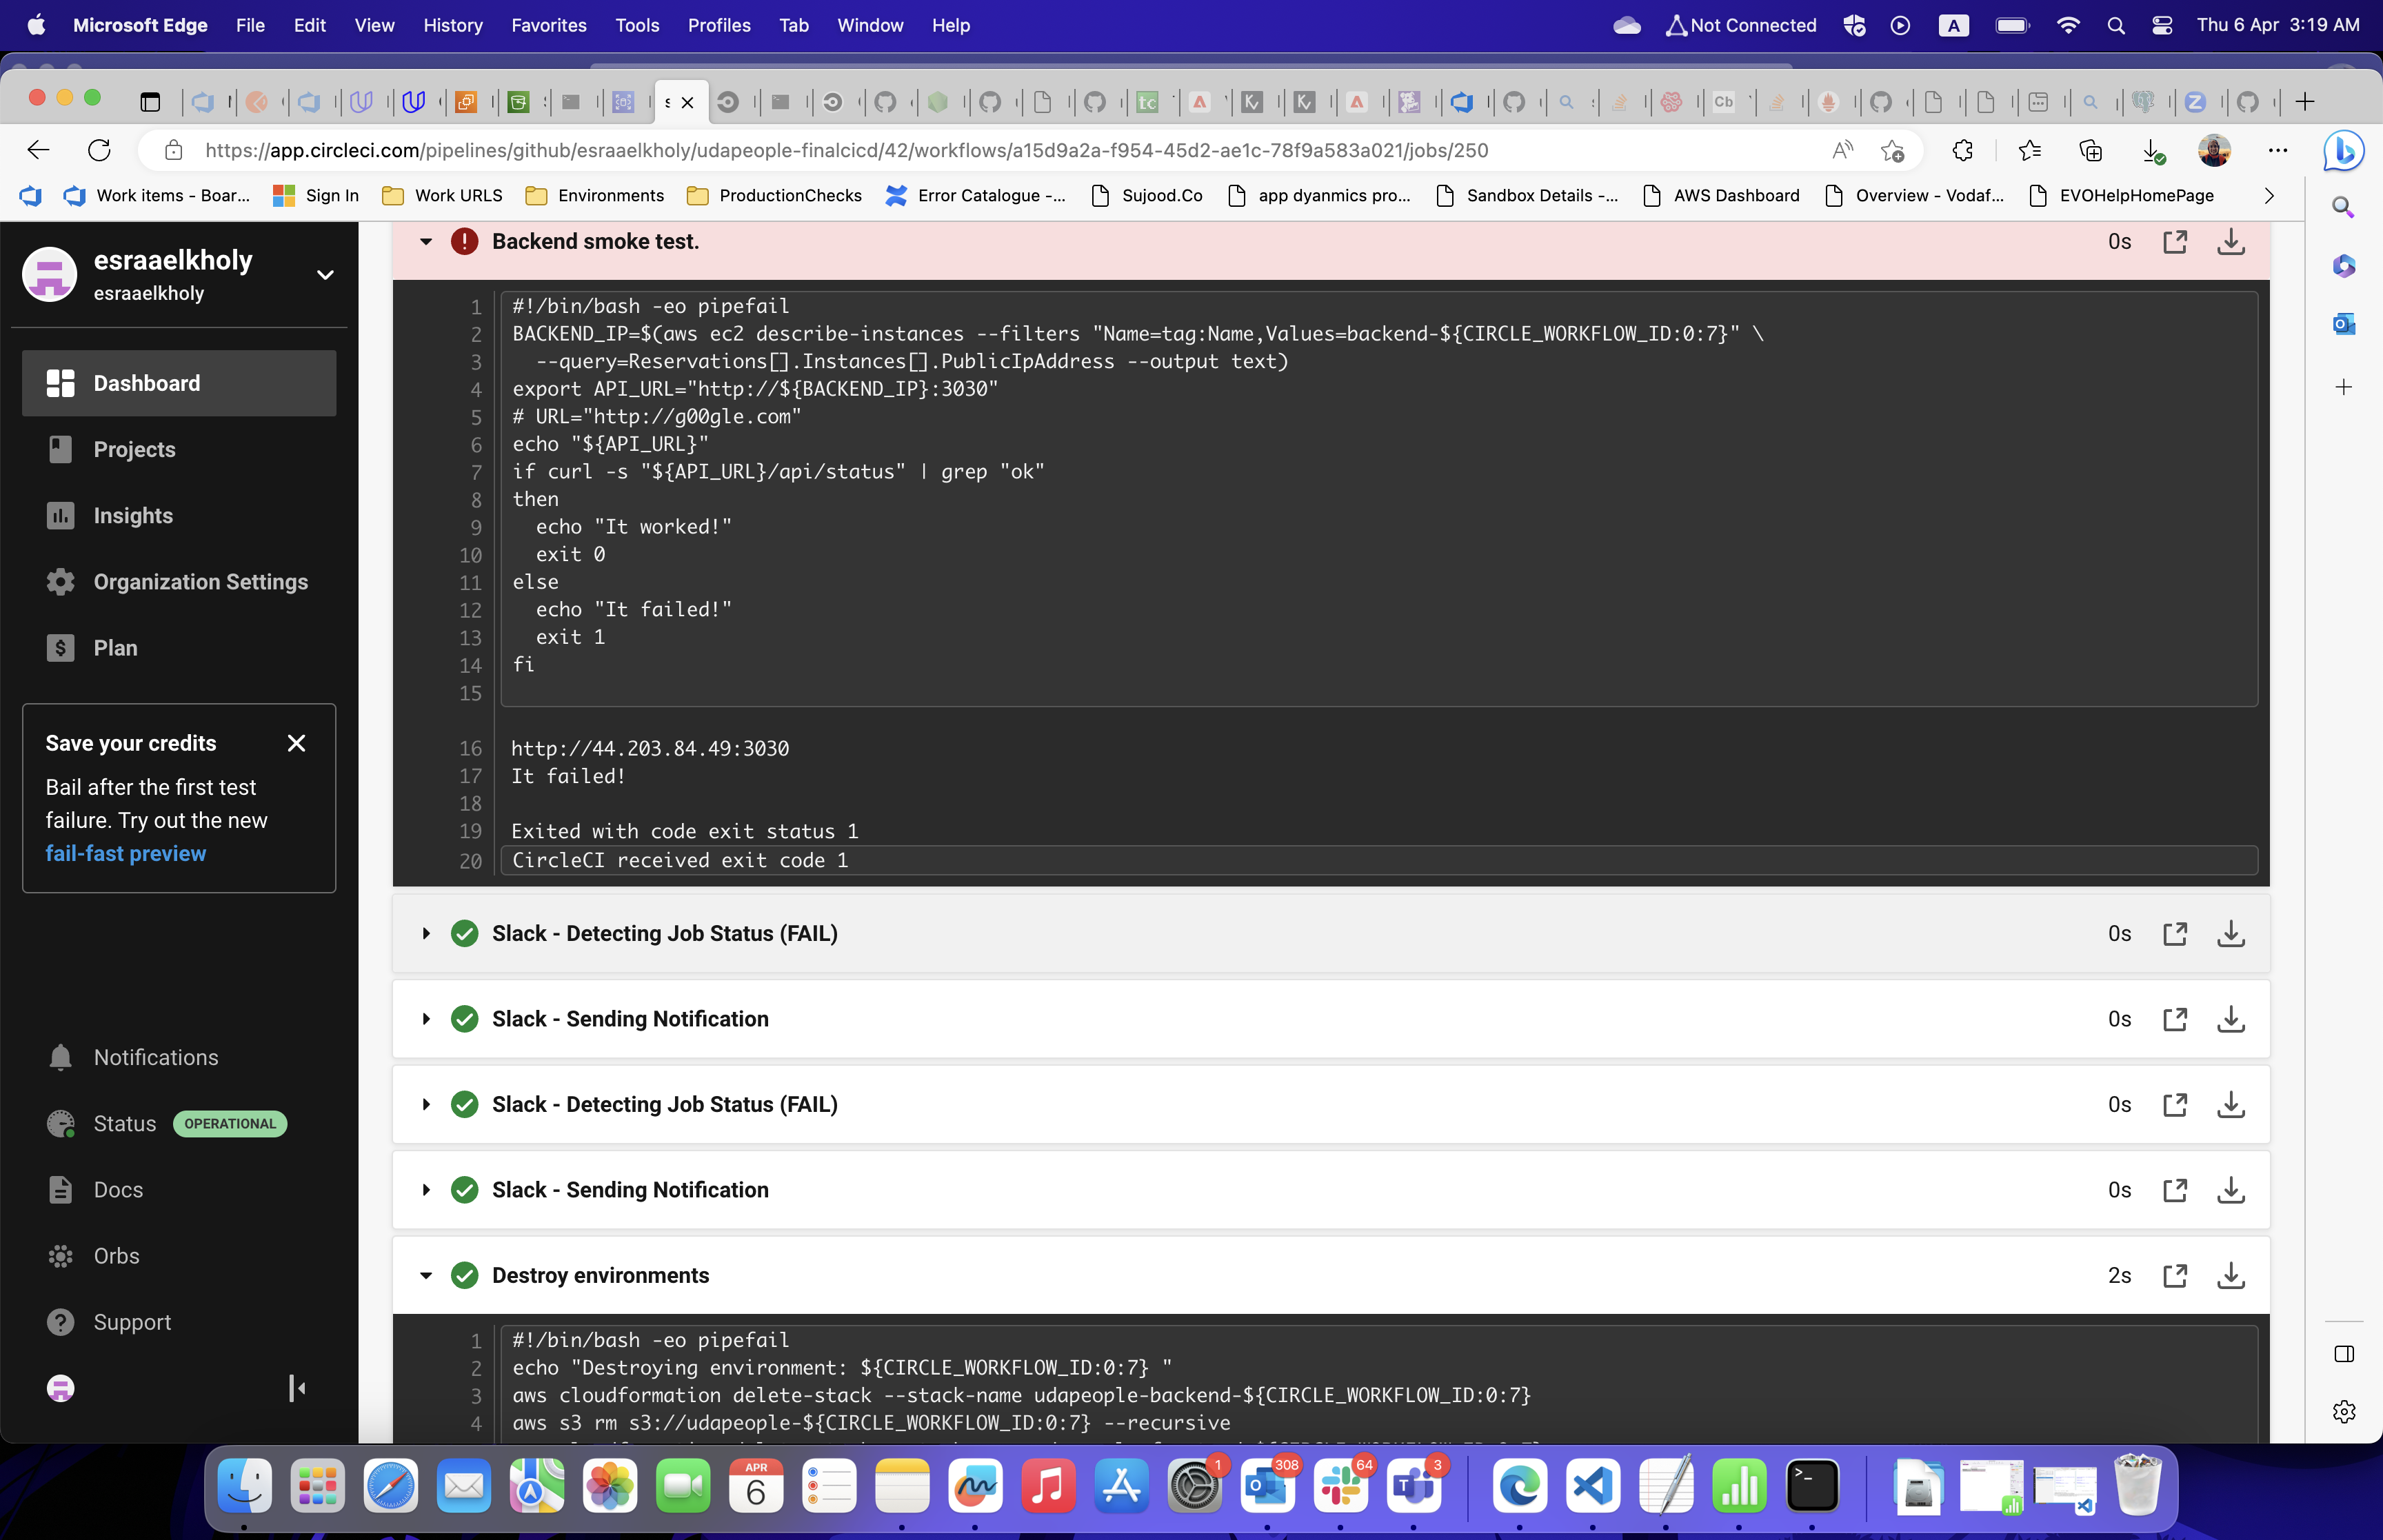 Microsoft Edge File Edit View History Favorites Tools Profiles Tab Window Help Not Connected A Thu 6 Apr 3:19 AM
https://app.circleci.com/pipelines/github/esraaelkholy/udapeople-finalcicd/42/workflows/a15d9a2a-f954-45d2-ae1c-78f9a583a021/jobs/250
Work items - Boar... Sign In Work URLS Environments ProductionChecks Error Catalogue -... Sujood.Co app dyanmics pro... Sandbox Details -... AWS Dashboard Overview - Vodaf... EVOHelpHomePage
esraaelkholy
esraaelkholy
Dashboard
Projects
Insights
Organization Settings
Plan
Save your credits
Bail after the first test
failure. Try out the new
fail-fast preview
Notifications
Status OPERATIONAL
Docs
Orbs
Support
Backend smoke test. 0s
1 #!/bin/bash -eo pipefail
2 BACKEND_IP=$(aws ec2 describe-instances --filters "Name=tag:Name,Values=backend-${CIRCLE_WORKFLOW_ID:0:7}" \
3 --query=Reservations[].Instances[].PublicIpAddress --output text)
4 export API_URL="http://${BACKEND_IP}:3030"
5 # URL="http://g00gle.com"
6 echo "${API_URL}"
7 if curl -s "${API_URL}/api/status" | grep "ok"
8 then
9 echo "It worked!"
10 exit 0
11 else
12 echo "It failed!"
13 exit 1
14 fi
15
16 http://44.203.84.49:3030
17 It failed!
18
19 Exited with code exit status 1
20 CircleCI received exit code 1
Slack - Detecting Job Status (FAIL) 0s
Slack - Sending Notification 0s
Slack - Detecting Job Status (FAIL) 0s
Slack - Sending Notification 0s
Destroy environments 2s
1 #!/bin/bash -eo pipefail
2 echo "Destroying environment: ${CIRCLE_WORKFLOW_ID:0:7} "
3 aws cloudformation delete-stack --stack-name udapeople-backend-${CIRCLE_WORKFLOW_ID:0:7}
4 aws s3 rm s3://udapeople-${CIRCLE_WORKFLOW_ID:0:7} --recursive
APR
6
1
308
64
3